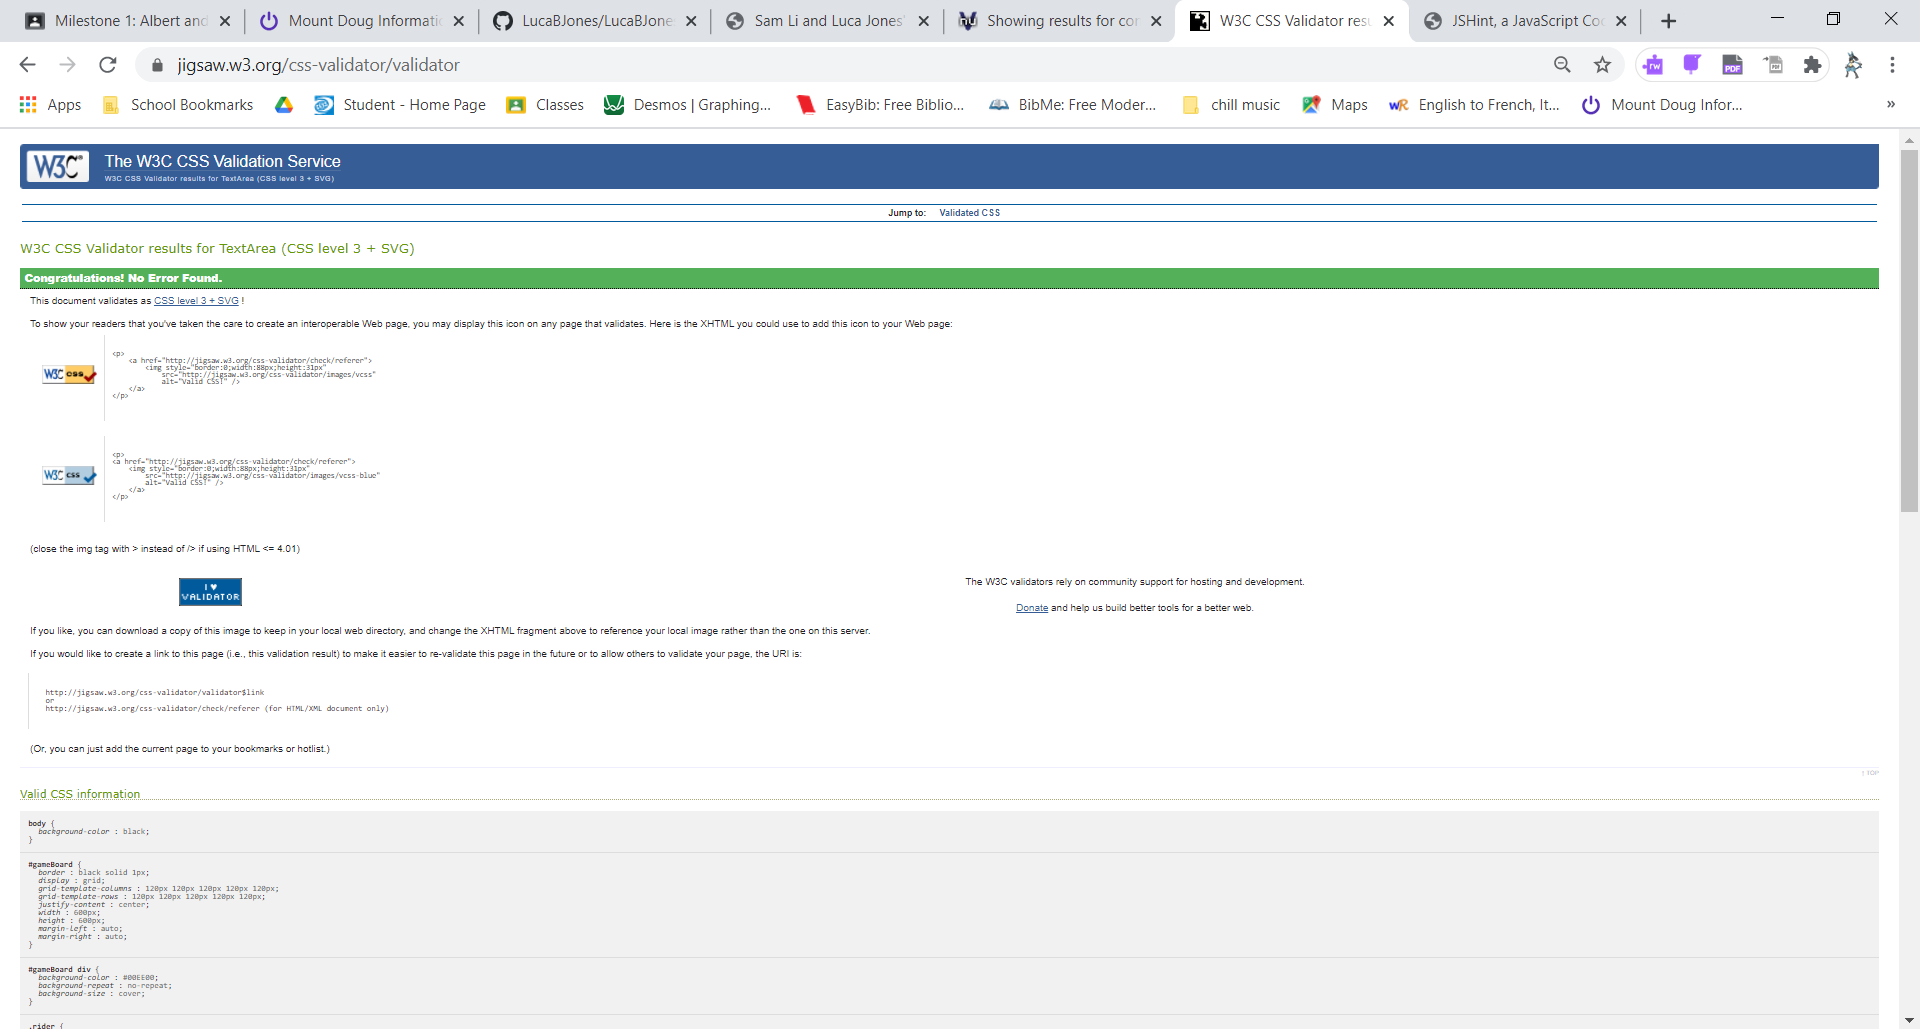 Milestone 1: Albert and
Mount Doug Informati
LucaBJones/LucaBJone
Sam Li and Luca Jones'
Showing results for cor
W3C CSS Validator resu
JSHint, a JavaScript Co
jigsaw.w3.org/css-validator/validator
Apps
School Bookmarks
Student - Home Page
Classes
Desmos | Graphing...
EasyBib: Free Biblio...
BibMe: Free Moder...
chill music
Maps
English to French, It...
Mount Doug Infor...
»
W3C
The W3C CSS Validation Service
W3C CSS Validator results for TextArea (CSS level 3 + SVG)
Jump to: Validated CSS
W3C CSS Validator results for TextArea (CSS level 3 + SVG)
Congratulations! No Error Found.
This document validates as CSS level 3 + SVG !
To show your readers that you've taken the care to create an interoperable Web page, you may display this icon on any page that validates. Here is the XHTML you could use to add this icon to your Web page:
W3C css
<p>
<a href="http://jigsaw.w3.org/css-validator/check/referer">
<img style="border:0;width:88px;height:31px"
src="http://jigsaw.w3.org/css-validator/images/vcss"
alt="Valid CSS!" />
</a>
</p>
W3C css
<p>
<a href="http://jigsaw.w3.org/css-validator/check/referer">
<img style="border:0;width:88px;height:31px"
src="http://jigsaw.w3.org/css-validator/images/vcss-blue"
alt="Valid CSS!" />
</a>
</p>
(close the img tag with > instead of /> if using HTML <= 4.01)
I ♥
VALIDATOR
The W3C validators rely on community support for hosting and development.
Donate and help us build better tools for a better web.
If you like, you can download a copy of this image to keep in your local web directory, and change the XHTML fragment above to reference your local image rather than the one on this server.
If you would like to create a link to this page (i.e., this validation result) to make it easier to re-validate this page in the future or to allow others to validate your page, the URI is:
http://jigsaw.w3.org/css-validator/validator$link
or
http://jigsaw.w3.org/css-validator/check/referer (for HTML/XML document only)
(Or, you can just add the current page to your bookmarks or hotlist.)
↑ TOP
Valid CSS information
body {
background-color : black;
}
#gameBoard {
border : black solid 1px;
display : grid;
grid-template-columns : 120px 120px 120px 120px 120px;
grid-template-rows : 120px 120px 120px 120px 120px;
justify-content : center;
width : 600px;
height : 600px;
margin-left : auto;
margin-right : auto;
}
#gameBoard div {
background-color : #00EE00;
background-repeat : no-repeat;
background-size : cover;
}
.rider {